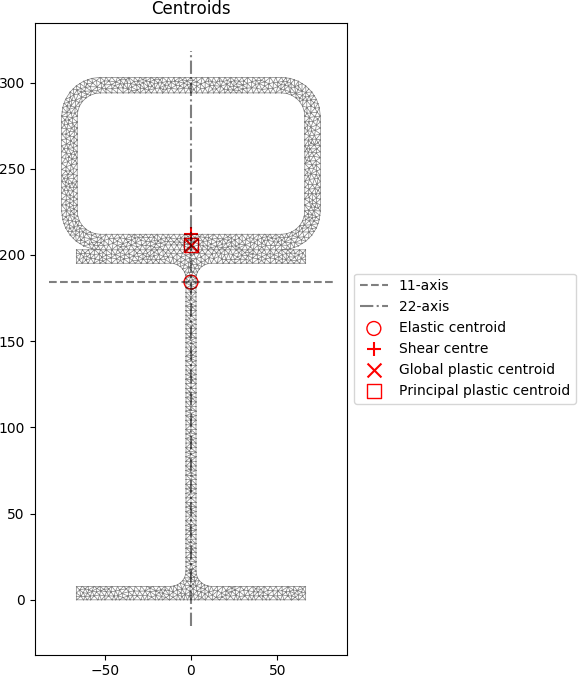 Centroids
300
250
200
150
100
50
0
−50 0 50
11-axis
22-axis
Elastic centroid
Shear centre
Global plastic centroid
Principal plastic centroid